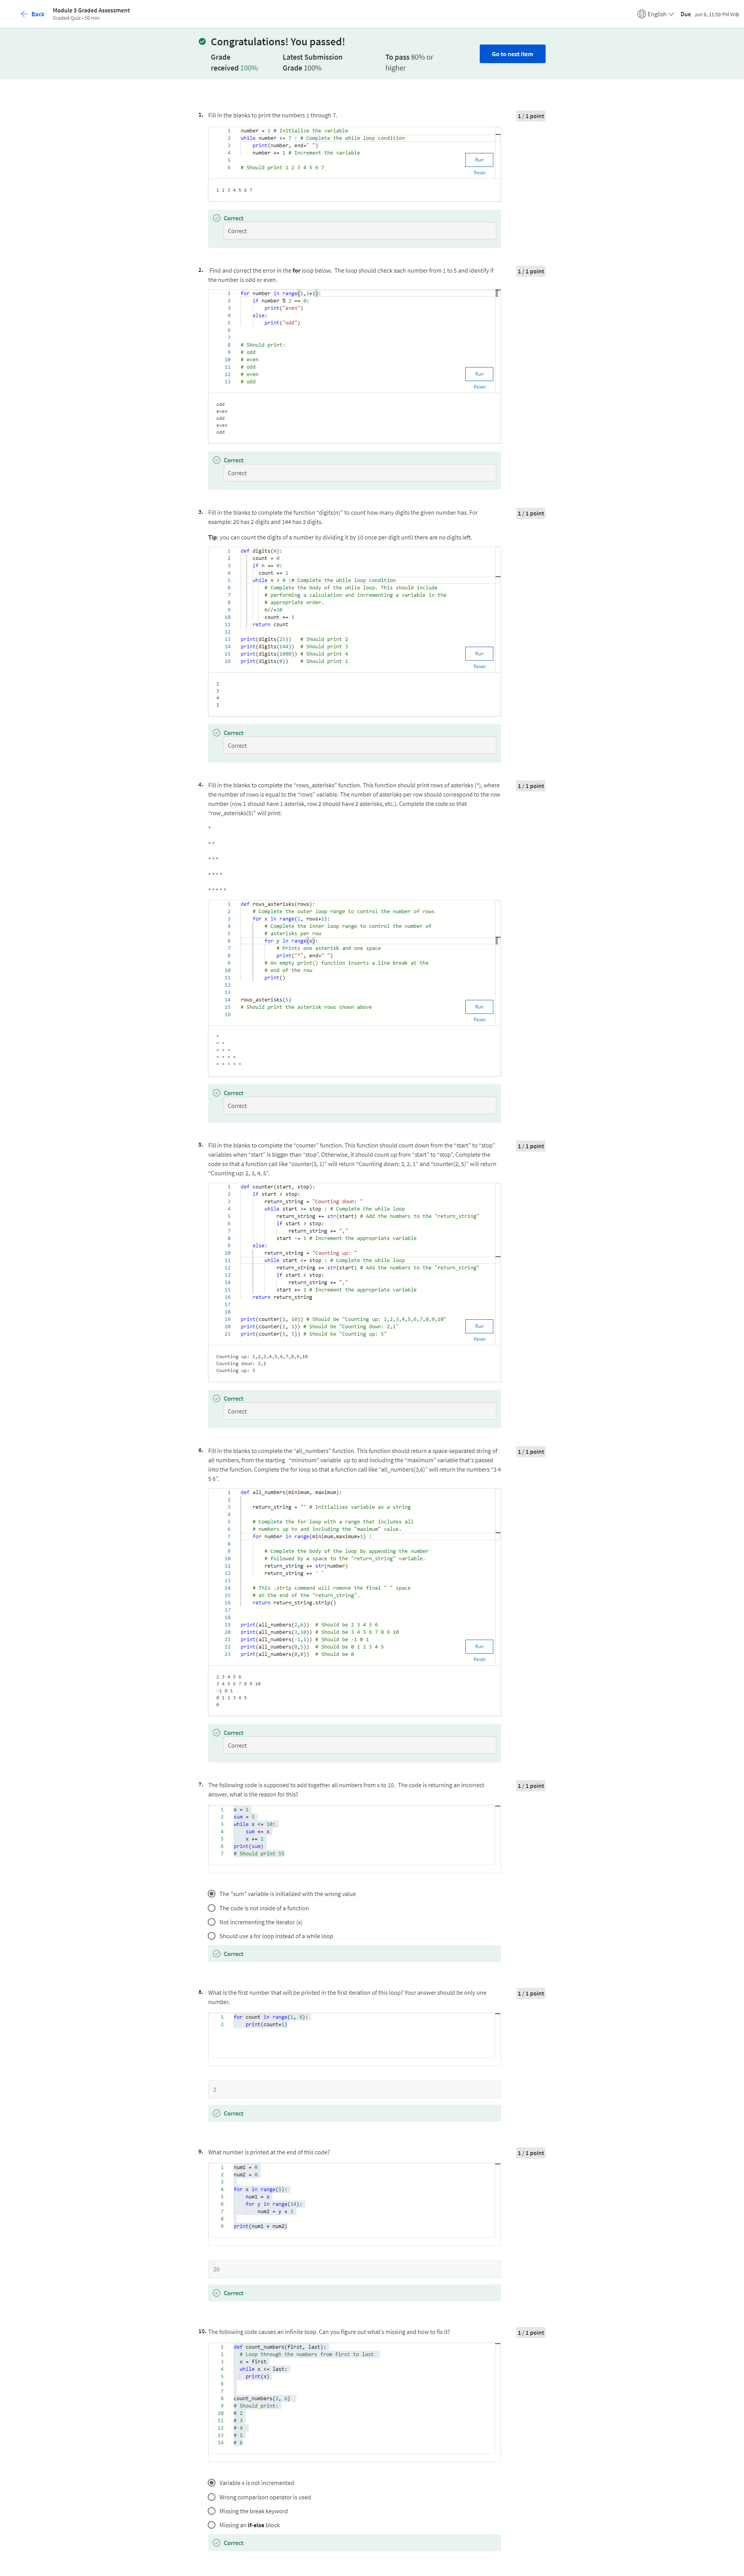 Back
Module 3 Graded Assessment
Graded Quiz • 50 min
English
Due Jun 9, 11:59 PM WIB
Congratulations! You passed!
Grade received 100%
Latest Submission Grade 100%
To pass 80% or higher
Go to next item
1. Fill in the blanks to print the numbers 1 through 7.
1 / 1 point
1 number = 1 # Initialize the variable
2 while number <= 7 : # Complete the while loop condition
3 print(number, end=" ")
4 number += 1 # Increment the variable
5
6 # Should print 1 2 3 4 5 6 7
Run
Reset
1 2 3 4 5 6 7
Correct
Correct
2. Find and correct the error in the for loop below. The loop should check each number from 1 to 5 and identify if
the number is odd or even.
1 / 1 point
1 for number in range(1,5+1):
2 if number % 2 == 0:
3 print("even")
4 else:
5 print("odd")
6
7
8 # Should print:
9 # odd
10 # even
11 # odd
12 # even
13 # odd
Run
Reset
odd
even
odd
even
odd
Correct
Correct
3. Fill in the blanks to complete the function "digits(n)" to count how many digits the given number has. For
example: 25 has 2 digits and 144 has 3 digits.
1 / 1 point
Tip: you can count the digits of a number by dividing it by 10 once per digit until there are no digits left.
1 def digits(n):
2 count = 0
3 if n == 0:
4 count += 1
5 while n > 0 :# Complete the while loop condition
6 # Complete the body of the while loop. This should include
7 # performing a calculation and incrementing a variable in the
8 # appropriate order.
9 n//=10
10 count += 1
11 return count
12
13 print(digits(25)) # Should print 2
14 print(digits(144)) # Should print 3
15 print(digits(1000)) # Should print 4
16 print(digits(0)) # Should print 1
Run
Reset
2
3
4
1
Correct
Correct
4. Fill in the blanks to complete the "rows_asterisks" function. This function should print rows of asterisks (*), where
the number of rows is equal to the "rows" variable. The number of asterisks per row should correspond to the row
number (row 1 should have 1 asterisk, row 2 should have 2 asterisks, etc.). Complete the code so that
"row_asterisks(5)" will print:
1 / 1 point
*
* *
* * *
* * * *
* * * * *
1 def rows_asterisks(rows):
2 # Complete the outer loop range to control the number of rows
3 for x in range(1, rows+1):
4 # Complete the inner loop range to control the number of
5 # asterisks per row
6 for y in range(x):
7 # Prints one asterisk and one space
8 print("*", end=" ")
9 # An empty print() function inserts a line break at the
10 # end of the row
11 print()
12
13
14 rows_asterisks(5)
15 # Should print the asterisk rows shown above
16
Run
Reset
*
* *
* * *
* * * *
* * * * *
Correct
Correct
5. Fill in the blanks to complete the "counter" function. This function should count down from the "start" to "stop"
variables when "start" is bigger than "stop". Otherwise, it should count up from "start" to "stop". Complete the
code so that a function call like "counter(3, 1)" will return "Counting down: 3, 2, 1" and "counter(2, 5)" will return
"Counting up: 2, 3, 4, 5".
1 / 1 point
1 def counter(start, stop):
2 if start > stop:
3 return_string = "Counting down: "
4 while start >= stop : # Complete the while loop
5 return_string += str(start) # Add the numbers to the "return_string"
6 if start > stop:
7 return_string += ","
8 start -= 1 # Increment the appropriate variable
9 else:
10 return_string = "Counting up: "
11 while start <= stop : # Complete the while loop
12 return_string += str(start) # Add the numbers to the "return_string"
13 if start < stop:
14 return_string += ","
15 start += 1 # Increment the appropriate variable
16 return return_string
17
18
19 print(counter(1, 10)) # Should be "Counting up: 1,2,3,4,5,6,7,8,9,10"
20 print(counter(2, 1)) # Should be "Counting down: 2,1"
21 print(counter(5, 5)) # Should be "Counting up: 5"
Run
Reset
Counting up: 1,2,3,4,5,6,7,8,9,10
Counting down: 2,1
Counting up: 5
Correct
Correct
6. Fill in the blanks to complete the "all_numbers" function. This function should return a space-separated string of
all numbers, from the starting "minimum" variable up to and including the "maximum" variable that's passed
into the function. Complete the for loop so that a function call like "all_numbers(3,6)" will return the numbers "3 4
5 6".
1 / 1 point
1 def all_numbers(minimum, maximum):
2
3 return_string = "" # Initializes variable as a string
4
5 # Complete the for loop with a range that includes all
6 # numbers up to and including the "maximum" value.
7 for number in range(minimum,maximum+1) :
8
9 # Complete the body of the loop by appending the number
10 # followed by a space to the "return_string" variable.
11 return_string += str(number)
12 return_string += ' '
13
14 # This .strip command will remove the final " " space
15 # at the end of the "return_string".
16 return return_string.strip()
17
18
19 print(all_numbers(2,6)) # Should be 2 3 4 5 6
20 print(all_numbers(3,10)) # Should be 3 4 5 6 7 8 9 10
21 print(all_numbers(-1,1)) # Should be -1 0 1
22 print(all_numbers(0,5)) # Should be 0 1 2 3 4 5
23 print(all_numbers(0,0)) # Should be 0
Run
Reset
2 3 4 5 6
3 4 5 6 7 8 9 10
-1 0 1
0 1 2 3 4 5
0
Correct
Correct
7. The following code is supposed to add together all numbers from x to 10. The code is returning an incorrect
answer, what is the reason for this?
1 / 1 point
1 x = 1
2 sum = 5
3 while x <= 10:
4 sum += x
5 x += 1
6 print(sum)
7 # Should print 55
The "sum" variable is initialized with the wrong value
The code is not inside of a function
Not incrementing the iterator (x)
Should use a for loop instead of a while loop
Correct
8. What is the first number that will be printed in the first iteration of this loop? Your answer should be only one
number.
1 / 1 point
1 for count in range(1, 6):
2 print(count+1)
2
Correct
9. What number is printed at the end of this code?
1 / 1 point
1 num1 = 0
2 num2 = 0
3
4 for x in range(5):
5 num1 = x
6 for y in range(14):
7 num2 = y + 3
8
9 print(num1 + num2)
20
Correct
10. The following code causes an infinite loop. Can you figure out what's missing and how to fix it?
1 / 1 point
1 def count_numbers(first, last):
2 # Loop through the numbers from first to last
3 x = first
4 while x <= last:
5 print(x)
6
7
8 count_numbers(2, 6)
9 # Should print:
10 # 2
11 # 3
12 # 4
13 # 5
14 # 6
Variable x is not incremented
Wrong comparison operator is used
Missing the break keyword
Missing an if-else block
Correct